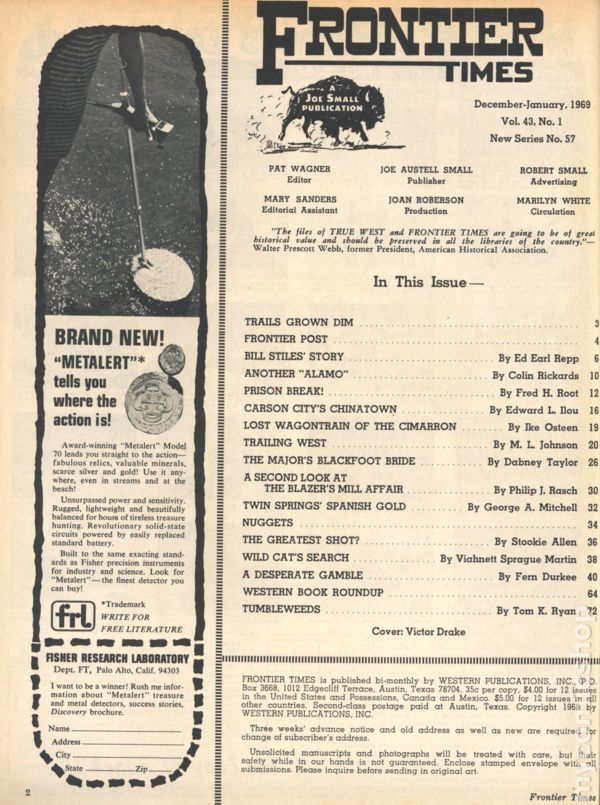 BRAND NEW!
"METALERT"*
tells you
where the
action is!
Award-winning "Metalert" Model
70 leads you straight to the action—
fabulous relics, valuable minerals,
scarce silver and gold! Use it any-
where, even in streams and at the
beach!
Unsurpassed power and sensitivity.
Rugged, lightweight and beautifully
balanced for hours of tireless treasure
hunting. Revolutionary solid-state
circuits powered by easily replaced
standard battery.
Built to the same exacting stand-
ards as Fisher precision instruments
for industry and science. Look for
"Metalert"—the finest detector you
can buy!
frl
*Trademark
WRITE FOR
FREE LITERATURE
FISHER RESEARCH LABORATORY
Dept. FT, Palo Alto, Calif. 94303
I want to be a winner! Rush me infor-
mation about "Metalert" treasure
and metal detectors, success stories,
Discovery brochure.
Name
Address
City
State Zip
2
FRONTIER
TIMES
A
JOE SMALL
PUBLICATION
December-January, 1969
Vol. 43, No. 1
New Series No. 57
PAT WAGNER JOE AUSTELL SMALL ROBERT SMALL
Editor Publisher Advertising
MARY SANDERS JOAN ROBERSON MARILYN WHITE
Editorial Assistant Production Circulation
"The files of TRUE WEST and FRONTIER TIMES are going to be of great
historical value and should be preserved in all the libraries of the country."—
Walter Prescott Webb, former President, American Historical Association.
In This Issue—
TRAILS GROWN DIM 3
FRONTIER POST 4
BILL STILES' STORY By Ed Earl Repp 6
ANOTHER "ALAMO" By Colin Rickards 10
PRISON BREAK! By Fred H. Root 12
CARSON CITY'S CHINATOWN By Edward L. Ilou 16
LOST WAGONTRAIN OF THE CIMARRON By Ike Osteen 19
TRAILING WEST By M. L. Johnson 20
THE MAJOR'S BLACKFOOT BRIDE By Dabney Taylor 26
A SECOND LOOK AT
THE BLAZER'S MILL AFFAIR By Philip J. Rasch 30
TWIN SPRINGS' SPANISH GOLD By George A. Mitchell 32
NUGGETS 34
THE GREATEST SHOT? By Stookie Allen 36
WILD CAT'S SEARCH By Viahnett Sprague Martin 38
A DESPERATE GAMBLE By Fern Durkee 40
WESTERN BOOK ROUNDUP 64
TUMBLEWEEDS By Tom K. Ryan 72
Cover: Victor Drake
FRONTIER TIMES is published bi-monthly by WESTERN PUBLICATIONS, INC., P.O.
Box 3668, 1012 Edgecliff Terrace, Austin, Texas 78704. 35c per copy, $4.00 for 12 issues
in the United States and Possessions, Canada and Mexico. $5.00 for 12 issues in all
other countries. Second-class postage paid at Austin, Texas. Copyright 1968 by
WESTERN PUBLICATIONS, INC.
Three weeks' advance notice and old address as well as new are required for
change of subscriber's address.
Unsolicited manuscripts and photographs will be treated with care, but their
safety while in our hands is not guaranteed. Enclose stamped envelope with all
submissions. Please inquire before sending in original art.
Frontier Times